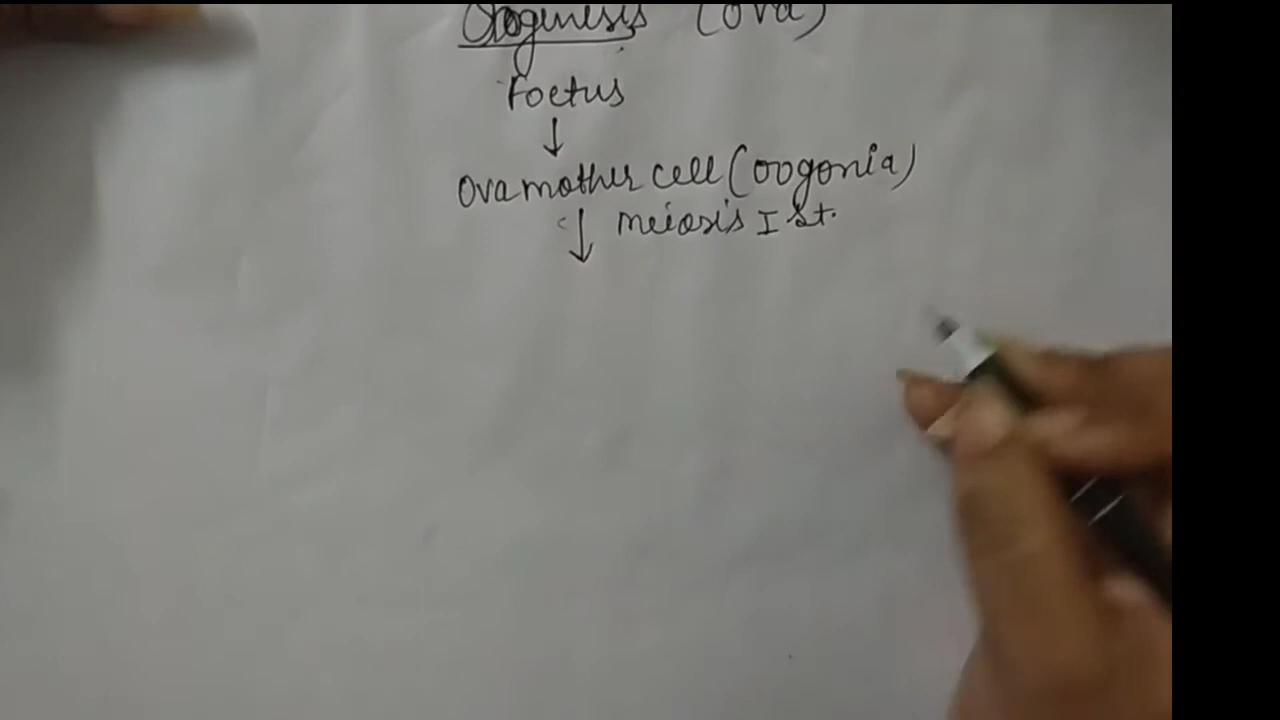 Oogenesis (ova)
Foetus
↓
Ova mother cell (oogonia)
↓ meiosis I St.